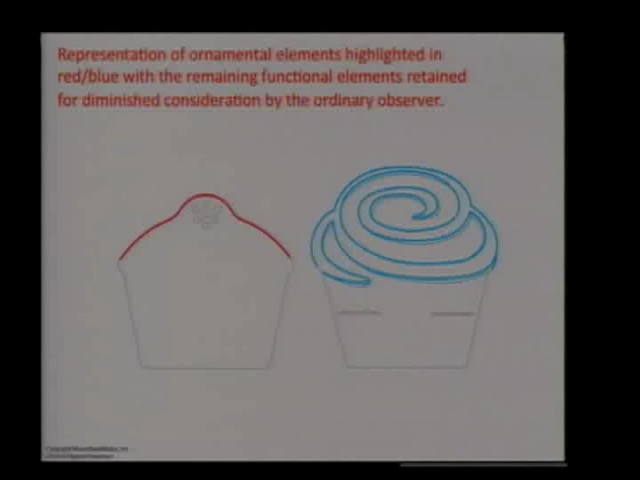 Representation of ornamental elements highlighted in
red/blue with the remaining functional elements retained
for diminished consideration by the ordinary observer.